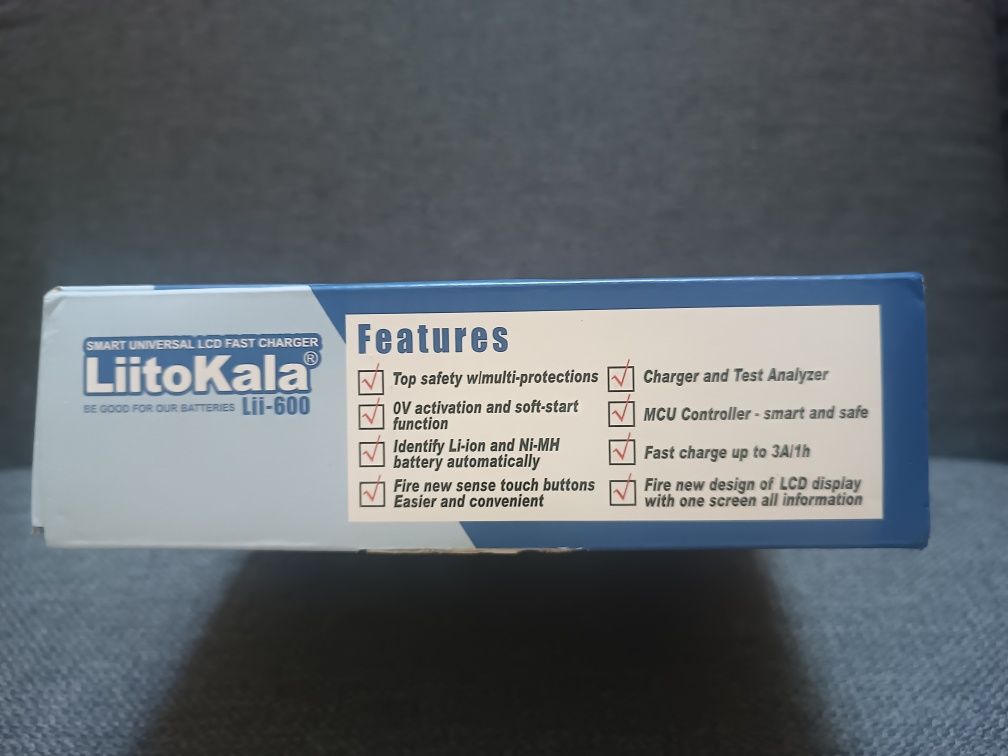 SMART UNIVERSAL LCD FAST CHARGER
LiitoKala®
BE GOOD FOR OUR BATTERIES Lii-600
Features
Top safety w/multi-protections
0V activation and soft-start
function
Identify Li-ion and Ni-MH
battery automatically
Fire new sense touch buttons
Easier and convenient
Charger and Test Analyzer
MCU Controller - smart and safe
Fast charge up to 3A/1h
Fire new design of LCD display
with one screen all information